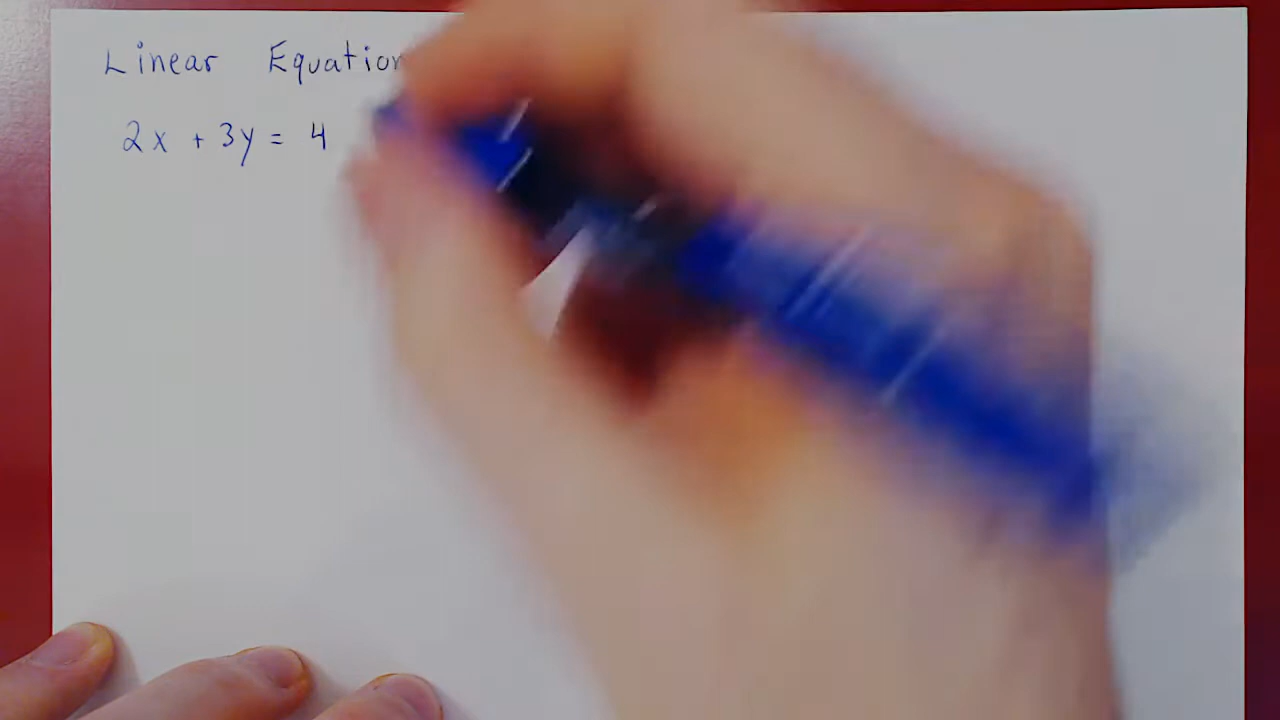 Linear Equation
2x + 3y = 4